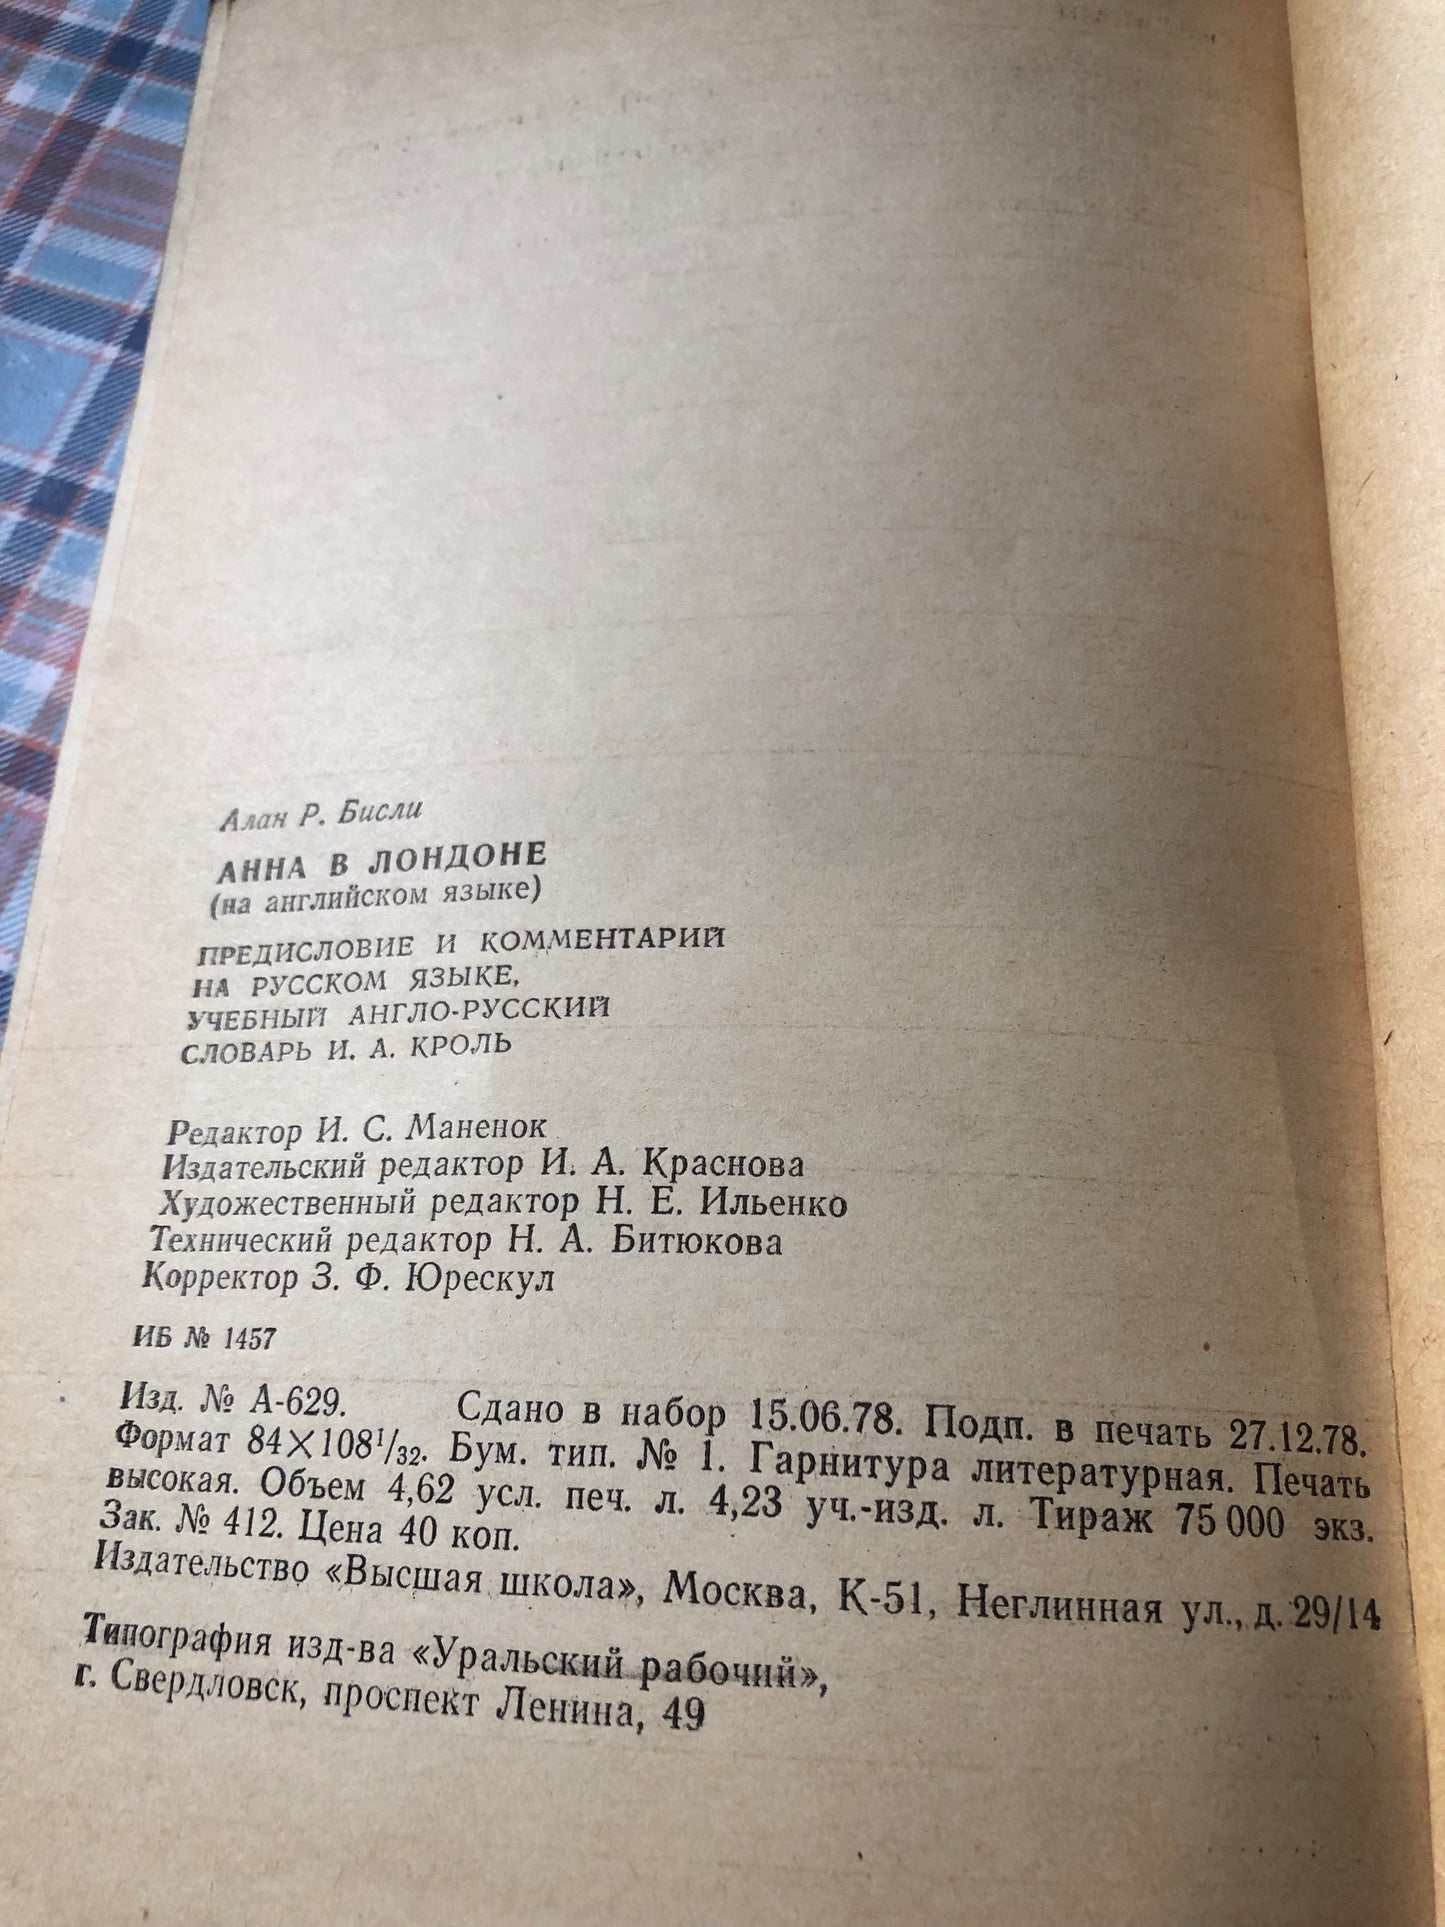 Алан Р. Бисли
АННА В ЛОНДОНЕ
(на английском языке)
ПРЕДИСЛОВИЕ И КОММЕНТАРИЙ
НА РУССКОМ ЯЗЫКЕ,
УЧЕБНЫЙ АНГЛО-РУССКИЙ
СЛОВАРЬ И. А. КРОЛЬ
Редактор И. С. Маненок
Издательский редактор И. А. Краснова
Художественный редактор Н. Е. Ильенко
Технический редактор Н. А. Битюкова
Корректор З. Ф. Юрескул
ИБ № 1457
Изд. № А-629. Сдано в набор 15.06.78. Подп. в печать 27.12.78.
Формат 84×108¹/₃₂. Бум. тип. № 1. Гарнитура литературная. Печать
высокая. Объем 4,62 усл. печ. л. 4,23 уч.-изд. л. Тираж 75 000 экз.
Зак. № 412. Цена 40 коп.
Издательство «Высшая школа», Москва, К-51, Неглинная ул., д. 29/14
Типография изд-ва «Уральский рабочий»,
г. Свердловск, проспект Ленина, 49